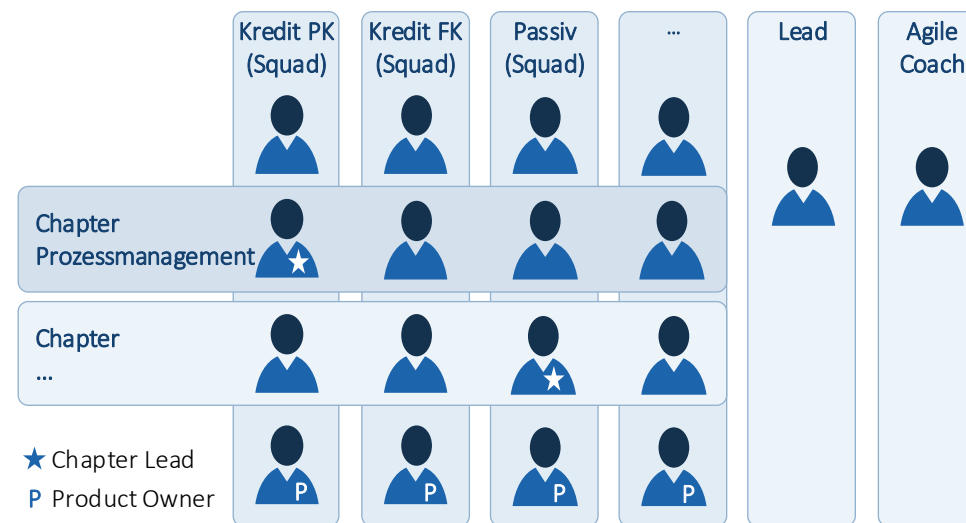 Kredit PK
(Squad)
Kredit FK
(Squad)
Passiv
(Squad)
...
Lead
Agile
Coach
Chapter
Prozessmanagement
Chapter
...
Chapter Lead
P Product Owner
P
P
P
P